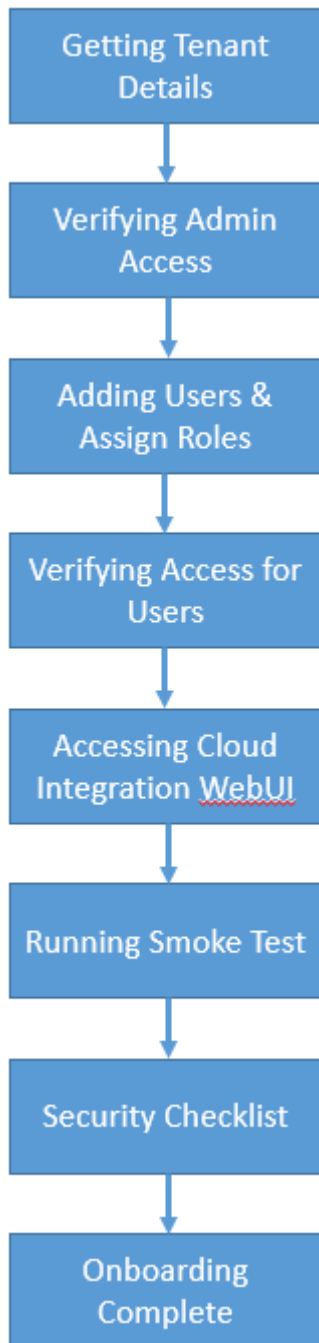 Getting Tenant
Details
Verifying Admin
Access
Adding Users &
Assign Roles
Verifying Access for
Users
Accessing Cloud
Integration WebUI
Running Smoke Test
Security Checklist
Onboarding
Complete